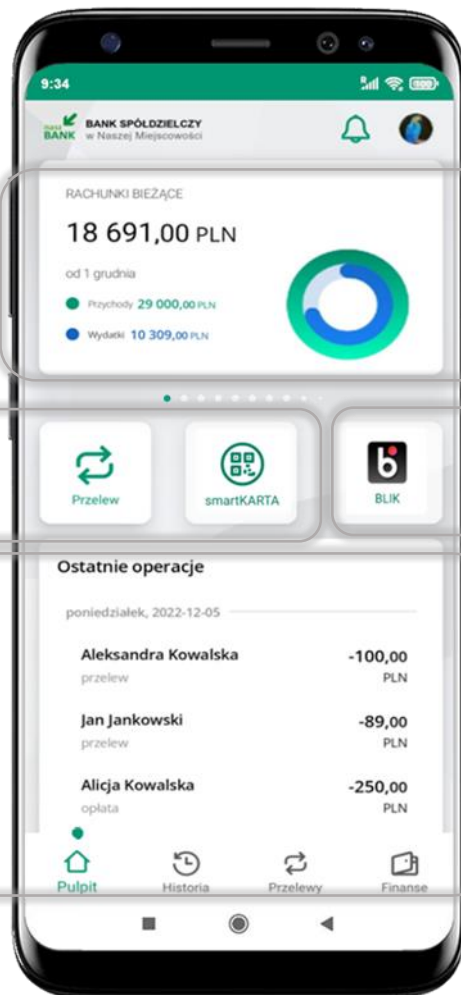 9:34
nasz
BANK
BANK SPÓŁDZIELCZY
w Naszej Miejscowości
RACHUNKI BIEŻĄCE
18 691,00 PLN
od 1 grudnia
Przychody 29 000,00 PLN
Wydatki 10 309,00 PLN
Przelew
smartKARTA
BLIK
Ostatnie operacje
poniedziałek, 2022-12-05
Aleksandra Kowalska -100,00
przelew PLN
Jan Jankowski -89,00
przelew PLN
Alicja Kowalska -250,00
opłata PLN
Pulpit Historia Przelewy Finanse